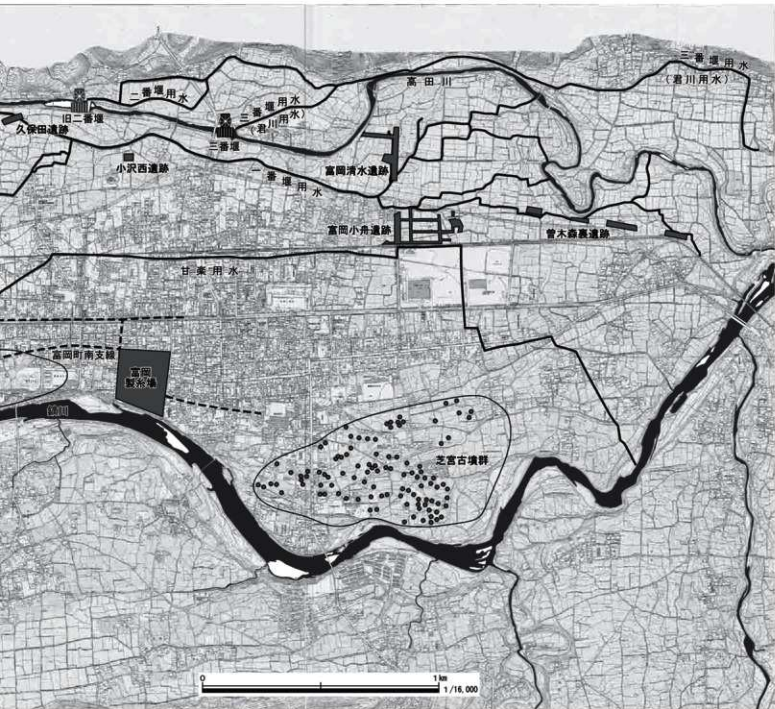 三番堰用水
(君川用水)
高田川
二番堰用水
三番堰用水
(君川用水)
旧二番堰
久保田遺跡
三番堰
小沢西遺跡
富岡清水遺跡
一番堰用水
富岡小舟遺跡
曽木森裏遺跡
甘楽用水
富岡町南支線
富岡
製糸場
鏑川
芝宮古墳群
0
1km
1/16,000